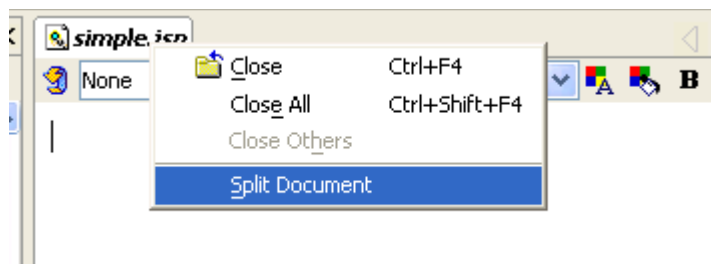 simple.jsp
None
B
Close Ctrl+F4
Close All Ctrl+Shift+F4
Close Others
Split Document